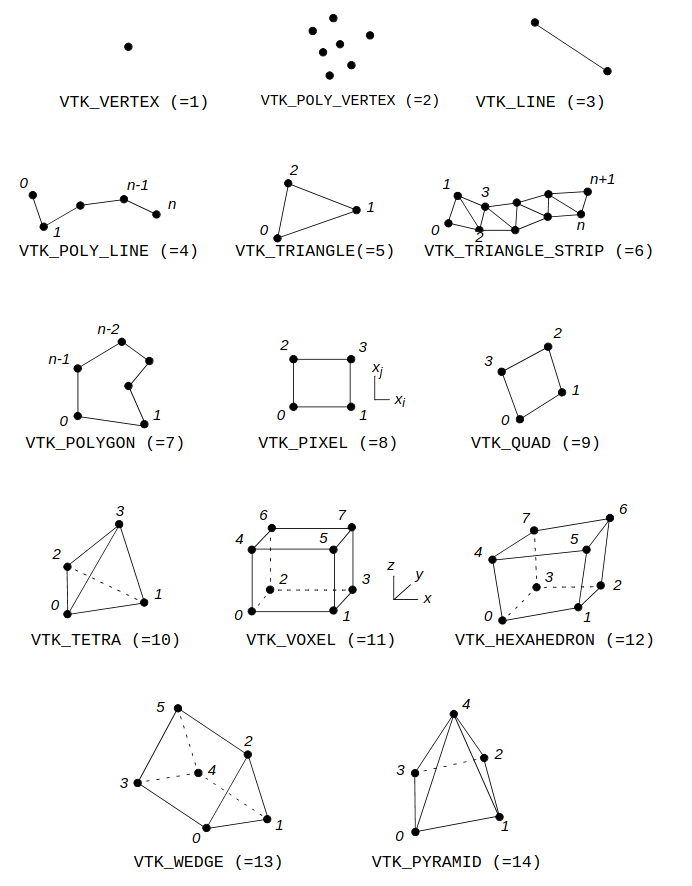 VTK_VERTEX (=1)
VTK_POLY_VERTEX (=2)
VTK_LINE (=3)
0
1
n-1
n
VTK_POLY_LINE (=4)
2
1
0
VTK_TRIANGLE(=5)
1
3
n+1
0
2
n
VTK_TRIANGLE_STRIP (=6)
n-2
n-1
0
1
VTK_POLYGON (=7)
2
3
xj
xi
0
1
VTK_PIXEL (=8)
2
3
1
0
VTK_QUAD (=9)
3
2
1
0
VTK_TETRA (=10)
6
7
4
5
2
3
0
1
z
y
x
VTK_VOXEL (=11)
6
7
5
4
3
2
0
1
VTK_HEXAHEDRON (=12)
5
2
4
3
1
0
VTK_WEDGE (=13)
4
2
3
1
0
VTK_PYRAMID (=14)